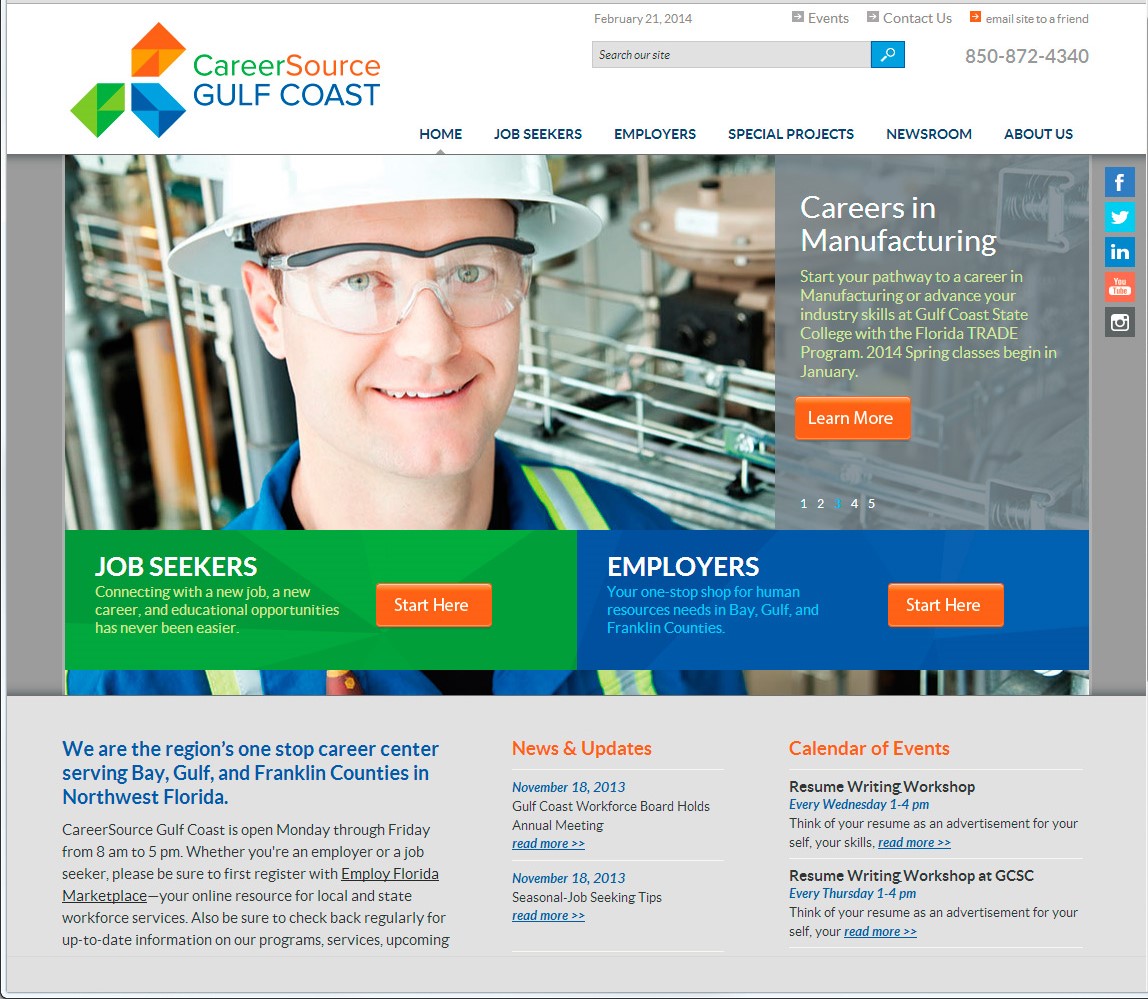 February 21, 2014
Events
Contact Us
email site to a friend
CareerSource
GULF COAST
Search our site
850-872-4340
HOME
JOB SEEKERS
EMPLOYERS
SPECIAL PROJECTS
NEWSROOM
ABOUT US
f
in
You
Tube
Careers in
Manufacturing
Start your pathway to a career in
Manufacturing or advance your
industry skills at Gulf Coast State
College with the Florida TRADE
Program. 2014 Spring classes begin in
January.
Learn More
1 2 3 4 5
JOB SEEKERS
Connecting with a new job, a new
career, and educational opportunities
has never been easier.
Start Here
EMPLOYERS
Your one-stop shop for human
resources needs in Bay, Gulf, and
Franklin Counties.
Start Here
We are the region's one stop career center
serving Bay, Gulf, and Franklin Counties in
Northwest Florida.
CareerSource Gulf Coast is open Monday through Friday
from 8 am to 5 pm. Whether you're an employer or a job
seeker, please be sure to first register with Employ Florida
Marketplace—your online resource for local and state
workforce services. Also be sure to check back regularly for
up-to-date information on our programs, services, upcoming
News & Updates
November 18, 2013
Gulf Coast Workforce Board Holds
Annual Meeting
read more >>
November 18, 2013
Seasonal-Job Seeking Tips
read more >>
Calendar of Events
Resume Writing Workshop
Every Wednesday 1-4 pm
Think of your resume as an advertisement for your
self, your skills, read more >>
Resume Writing Workshop at GCSC
Every Thursday 1-4 pm
Think of your resume as an advertisement for your
self, your read more >>